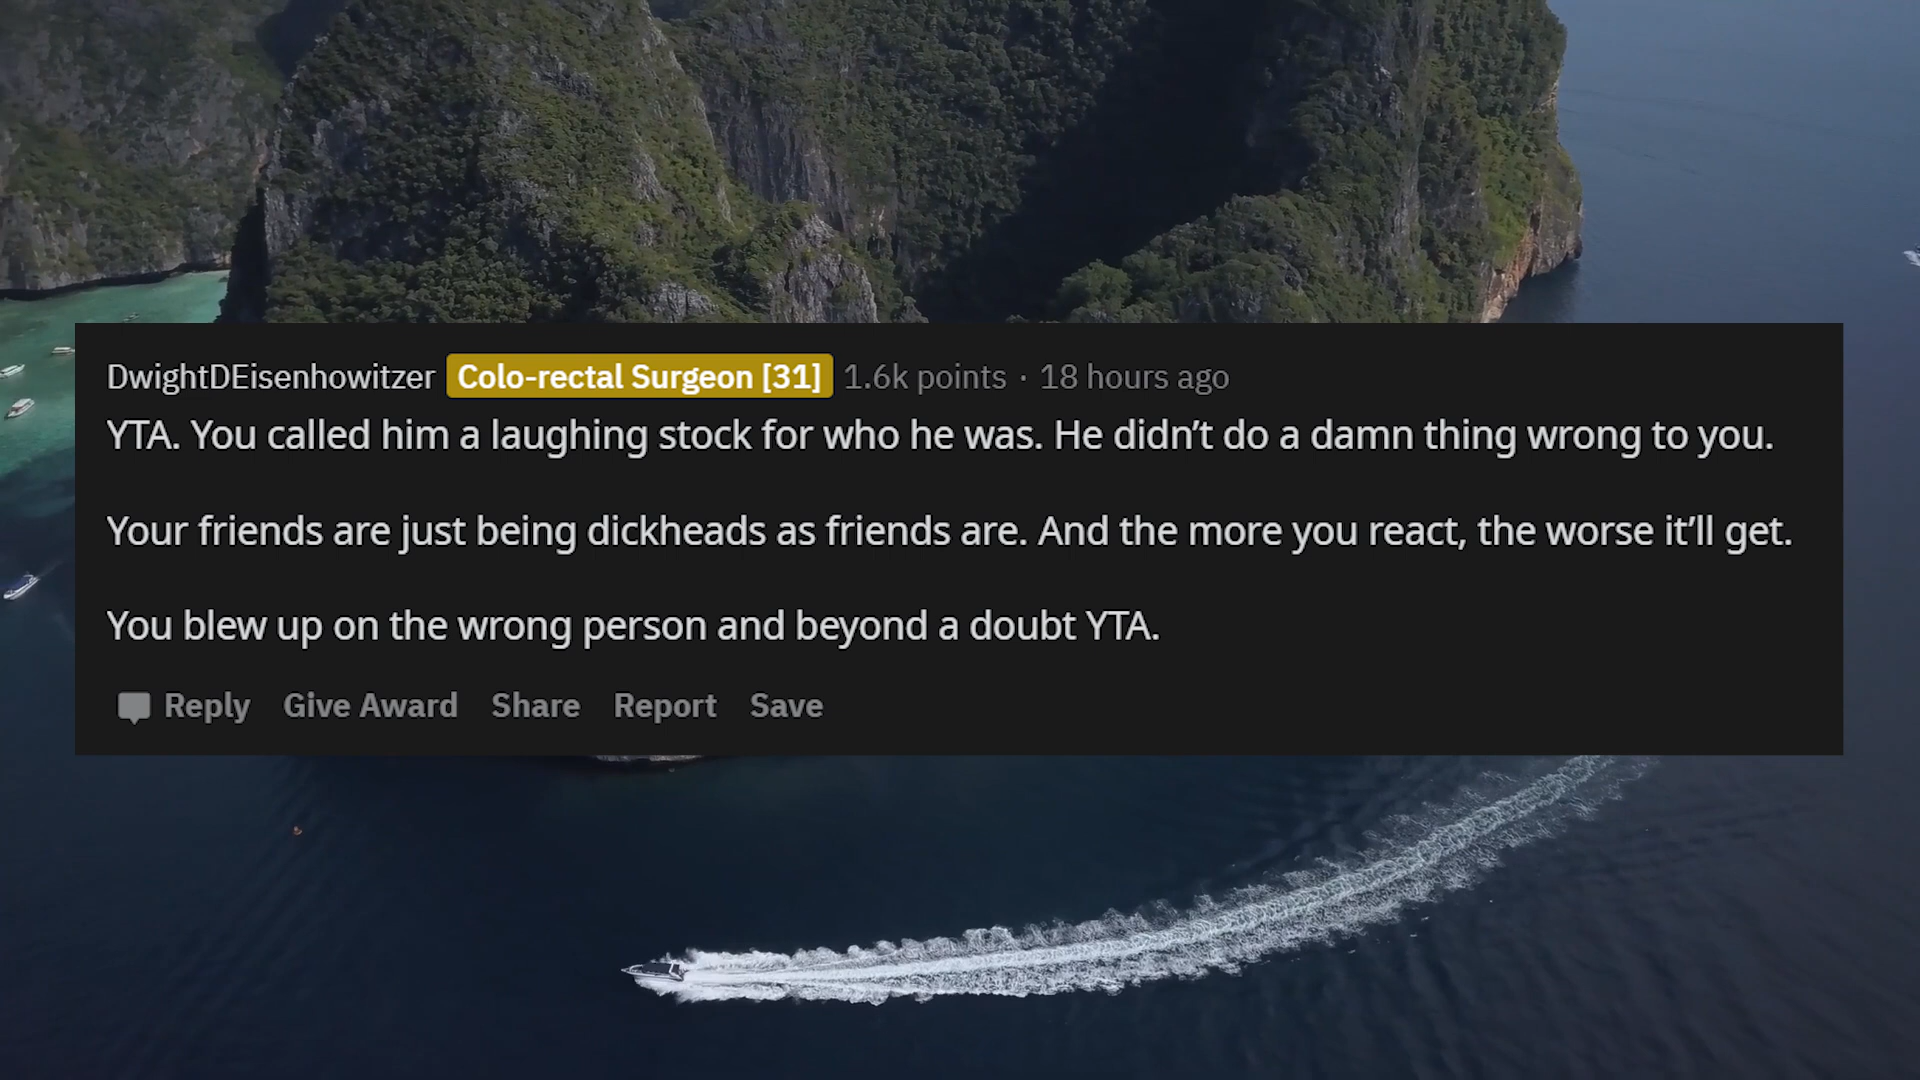 DwightDEisenhowitzer Colo-rectal Surgeon [31] 1.6k points · 18 hours ago
YTA. You called him a laughing stock for who he was. He didn’t do a damn thing wrong to you.
Your friends are just being dickheads as friends are. And the more you react, the worse it’ll get.
You blew up on the wrong person and beyond a doubt YTA.
Reply Give Award Share Report Save